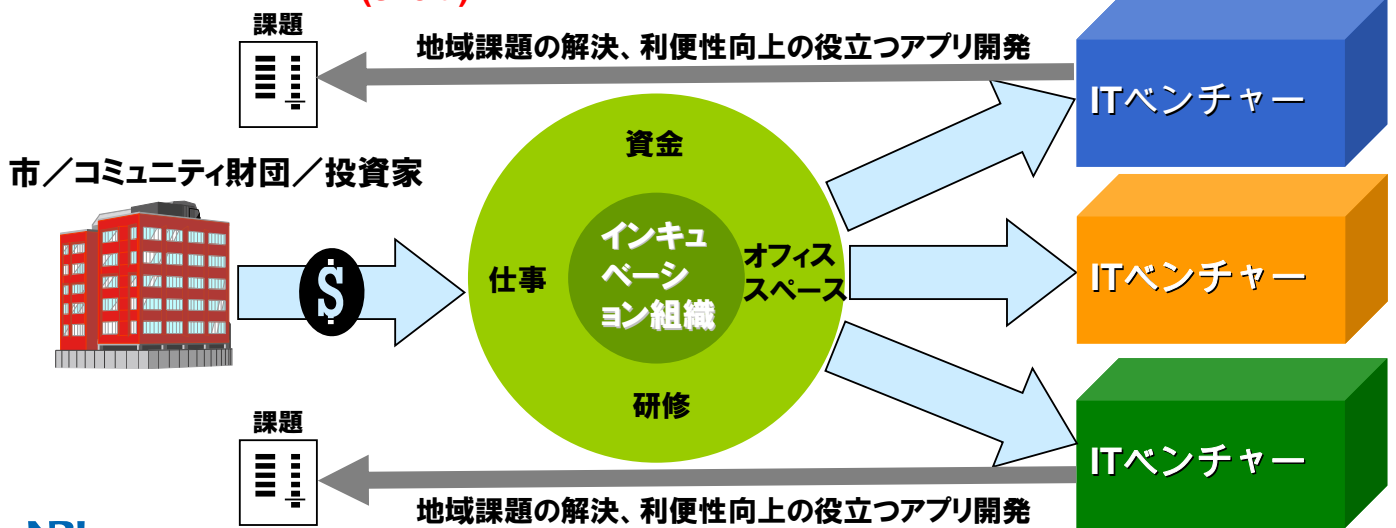 課題
地域課題の解決、利便性向上の役立つアプリ開発
ITベンチャー
資金
市／コミュニティ財団／投資家
インキュ
ベーシ
ョン組織
仕事
オフィス
スペース
ITベンチャー
$
研修
課題
ITベンチャー
地域課題の解決、利便性向上の役立つアプリ開発